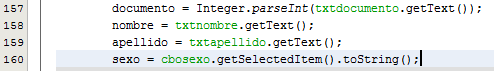 157 documento = Integer.parseInt(txtdocumento.getText());
158 nombre = txtnombre.getText();
159 apellido = txtapellido.getText();
160 sexo = cbosexo.getSelectedItem().toString();